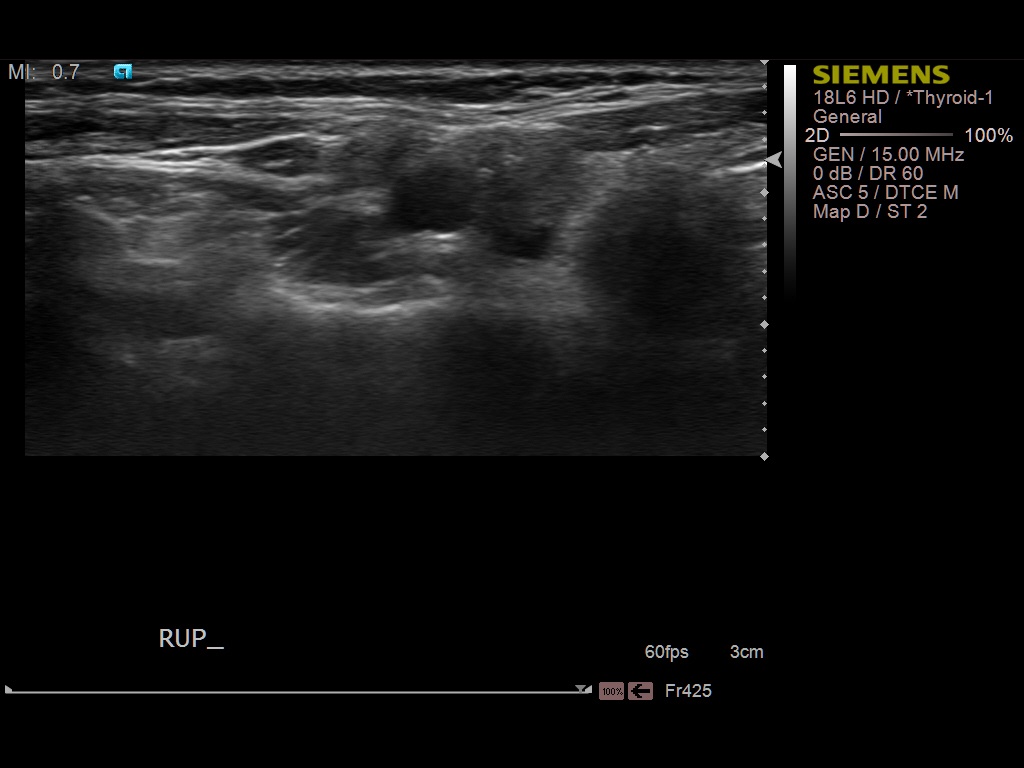 MI: 0.7
SIEMENS
18L6 HD / *Thyroid-1
General
2D 100%
GEN / 15.00 MHz
0 dB / DR 60
ASC 5 / DTCE M
Map D / ST 2
RUP_
60fps 3cm
100% Fr425